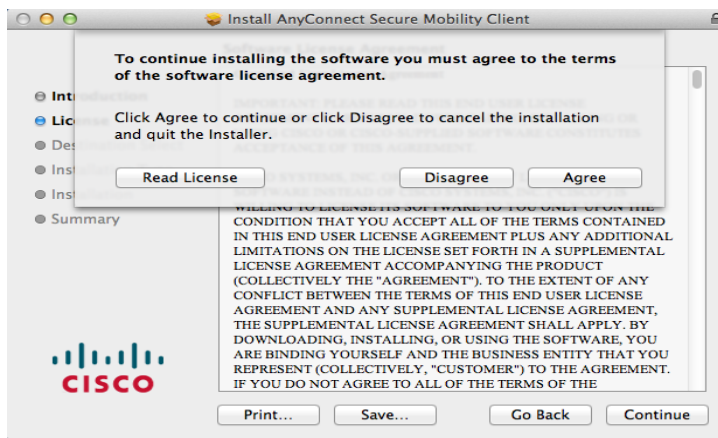 Install AnyConnect Secure Mobility Client
Software License Agreement
To continue installing the software you must agree to the terms
of the software license agreement.
Click Agree to continue or click Disagree to cancel the installation
and quit the Installer.
Read License
Disagree
Agree
Introduction
Summary
WILLING TO LICENSE ITS SOFTWARE TO YOU ONLY UPON THE
CONDITION THAT YOU ACCEPT ALL OF THE TERMS CONTAINED
IN THIS END USER LICENSE AGREEMENT PLUS ANY ADDITIONAL
LIMITATIONS ON THE LICENSE SET FORTH IN A SUPPLEMENTAL
LICENSE AGREEMENT ACCOMPANYING THE PRODUCT
(COLLECTIVELY THE "AGREEMENT"). TO THE EXTENT OF ANY
CONFLICT BETWEEN THE TERMS OF THIS END USER LICENSE
AGREEMENT AND ANY SUPPLEMENTAL LICENSE AGREEMENT,
THE SUPPLEMENTAL LICENSE AGREEMENT SHALL APPLY. BY
DOWNLOADING, INSTALLING, OR USING THE SOFTWARE, YOU
ARE BINDING YOURSELF AND THE BUSINESS ENTITY THAT YOU
REPRESENT (COLLECTIVELY, "CUSTOMER") TO THE AGREEMENT.
IF YOU DO NOT AGREE TO ALL OF THE TERMS OF THE
CISCO
Print...
Save...
Go Back
Continue